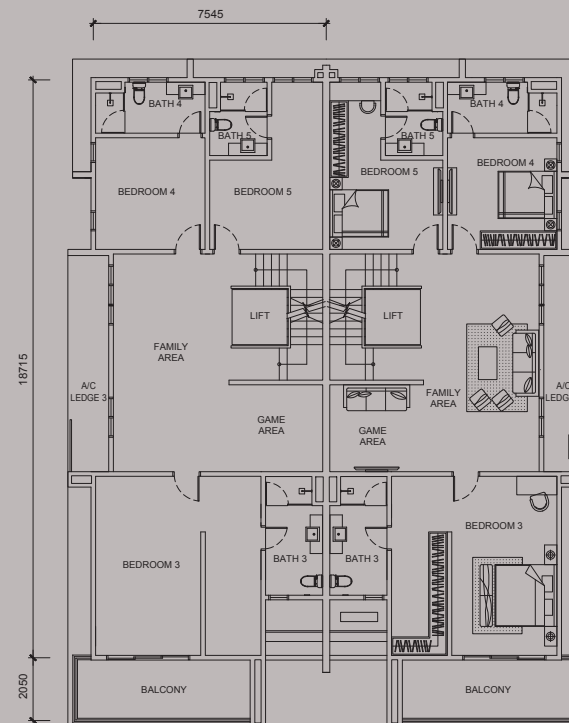 7545
BATH 4
BATH 5
BATH 5
BATH 4
BEDROOM 4
BEDROOM 5
BEDROOM 5
BEDROOM 4
LIFT
LIFT
18715
FAMILY
AREA
A/C
LEDGE 3
FAMILY
AREA
A/C
LEDG
GAME
AREA
GAME
AREA
BEDROOM 3
BATH 3
BATH 3
BEDROOM 3
2050
BALCONY
BALCONY